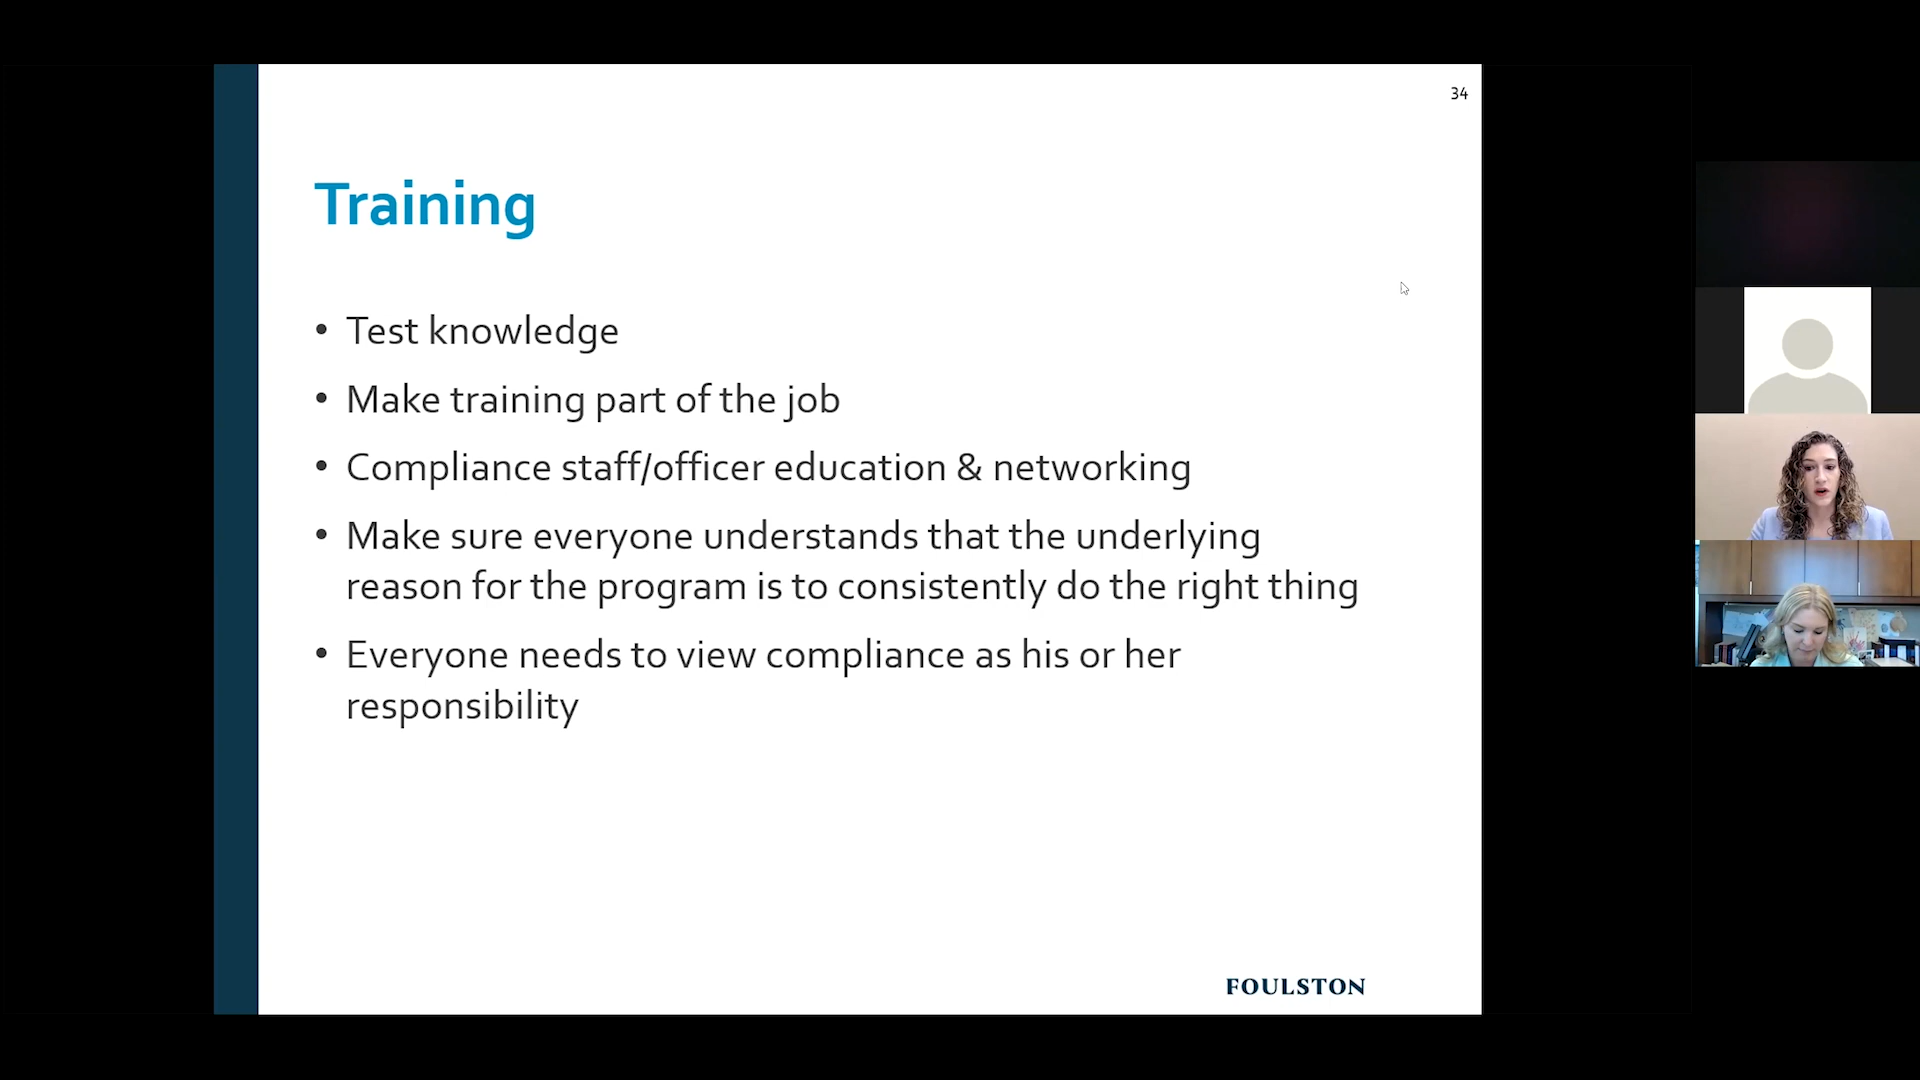 34
Training
• Test knowledge
• Make training part of the job
• Compliance staff/officer education & networking
• Make sure everyone understands that the underlying
reason for the program is to consistently do the right thing
• Everyone needs to view compliance as his or her
responsibility
FOULSTON